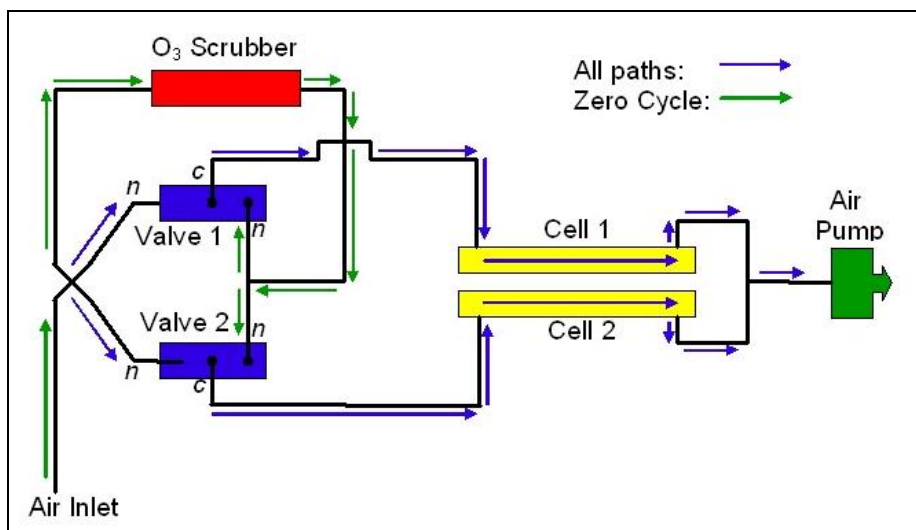 O₃ Scrubber
All paths:
Zero Cycle:
c
n
Valve 1
n
Cell 1
Air
Pump
Valve 2
n
Cell 2
n
c
Air Inlet